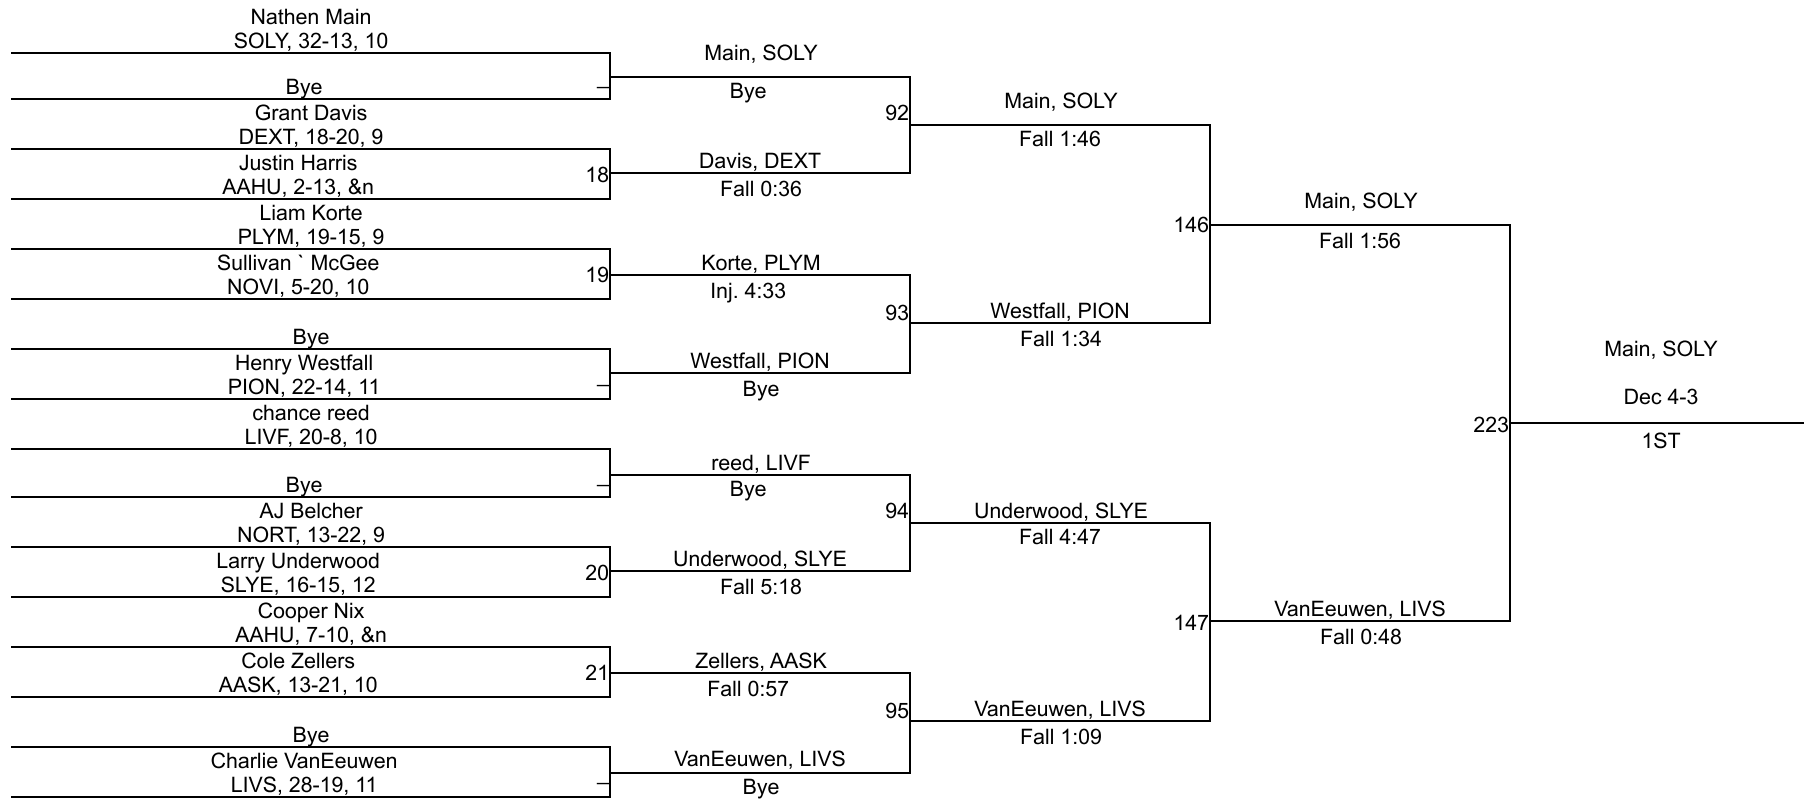 Nathen Main
SOLY, 32-13, 10
Bye
Grant Davis
DEXT, 18-20, 9
Justin Harris
AAHU, 2-13, &n
Liam Korte
PLYM, 19-15, 9
Sullivan ` McGee
NOVI, 5-20, 10
Bye
Henry Westfall
PION, 22-14, 11
chance reed
LIVF, 20-8, 10
Bye
AJ Belcher
NORT, 13-22, 9
Larry Underwood
SLYE, 16-15, 12
Cooper Nix
AAHU, 7-10, &n
Cole Zellers
AASK, 13-21, 10
Bye
Charlie VanEeuwen
LIVS, 28-19, 11
Main, SOLY
Bye
18
Davis, DEXT
Fall 0:36
19
Korte, PLYM
Inj. 4:33
Westfall, PION
Bye
reed, LIVF
Bye
20
Underwood, SLYE
Fall 5:18
21
Zellers, AASK
Fall 0:57
VanEeuwen, LIVS
Bye
92
Main, SOLY
Fall 1:46
93
Westfall, PION
Fall 1:34
94
Underwood, SLYE
Fall 4:47
95
VanEeuwen, LIVS
Fall 1:09
146
Main, SOLY
Fall 1:56
147
VanEeuwen, LIVS
Fall 0:48
223
Main, SOLY
Dec 4-3
1ST